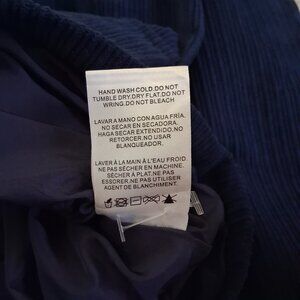 HAND WASH COLD.DO NOT
TUMBLE DRY.DRY FLAT.DO NOT
WRING.DO NOT BLEACH
LAVAR A MANO CON AGUA FRIA.
NO SECAR EN SECADORA.
HAGA SECAR EXTENDIDO.NO
RETORCER.NO USAR
BLANQUEADOR.
LAVER À LA MAIN À L'EAU FROID.
NE PAS SECHER EN MACHINE.
SÉCHER À PLAT.NE PAS
ESSORER.NE PAS UTILISER
AGENT DE BLANCHIMENT.